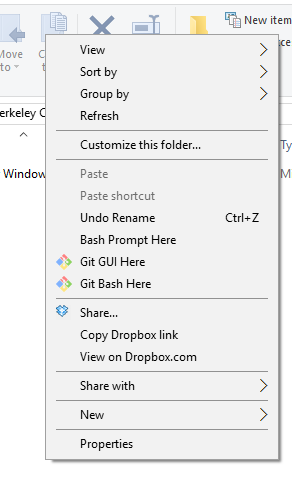 New item
Move
to
Co
t
ce
erkeley C
Ty
Window
M
View
Sort by
Group by
Refresh
Customize this folder...
Paste
Paste shortcut
Undo Rename Ctrl+Z
Bash Prompt Here
Git GUI Here
Git Bash Here
Share...
Copy Dropbox link
View on Dropbox.com
Share with
New
Properties